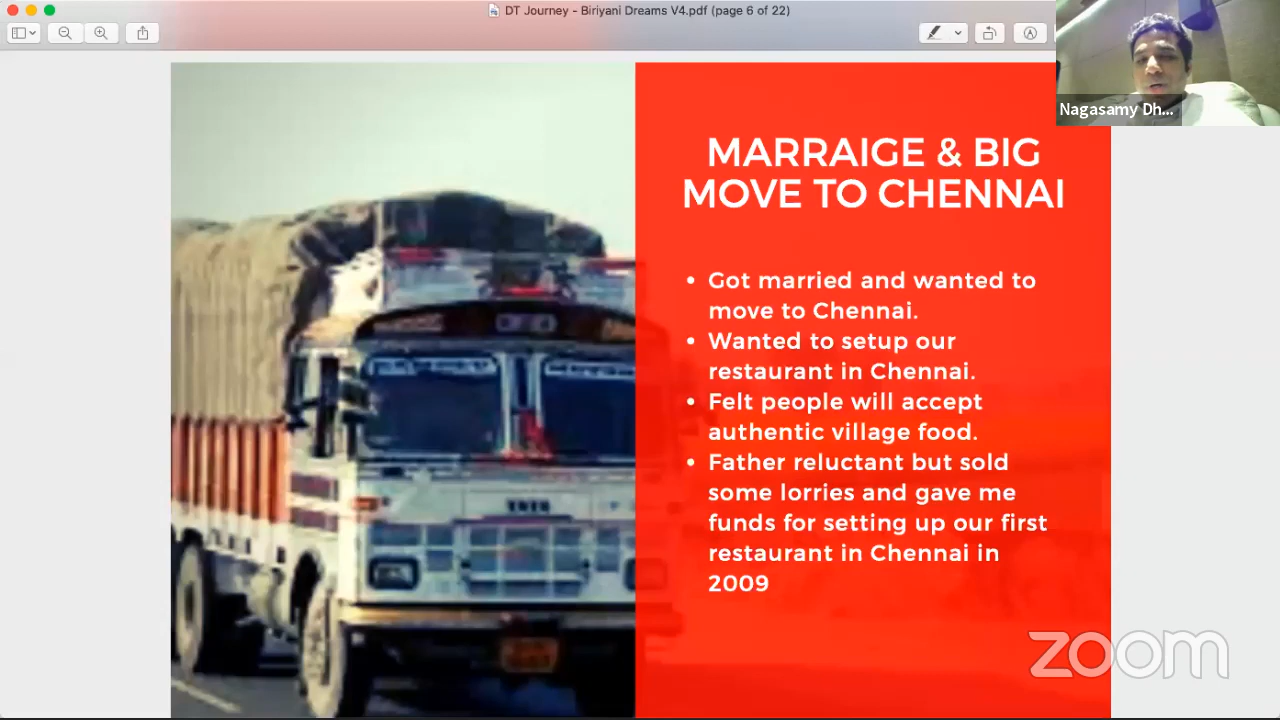 DT Journey - Biriyani Dreams V4.pdf (page 6 of 22)
Nagasamy Dh...
MARRAIGE & BIG
MOVE TO CHENNAI
• Got married and wanted to
move to Chennai.
• Wanted to setup our
restaurant in Chennai.
• Felt people will accept
authentic village food.
• Father reluctant but sold
some lorries and gave me
funds for setting up our first
restaurant in Chennai in
2009
TATA
zoom